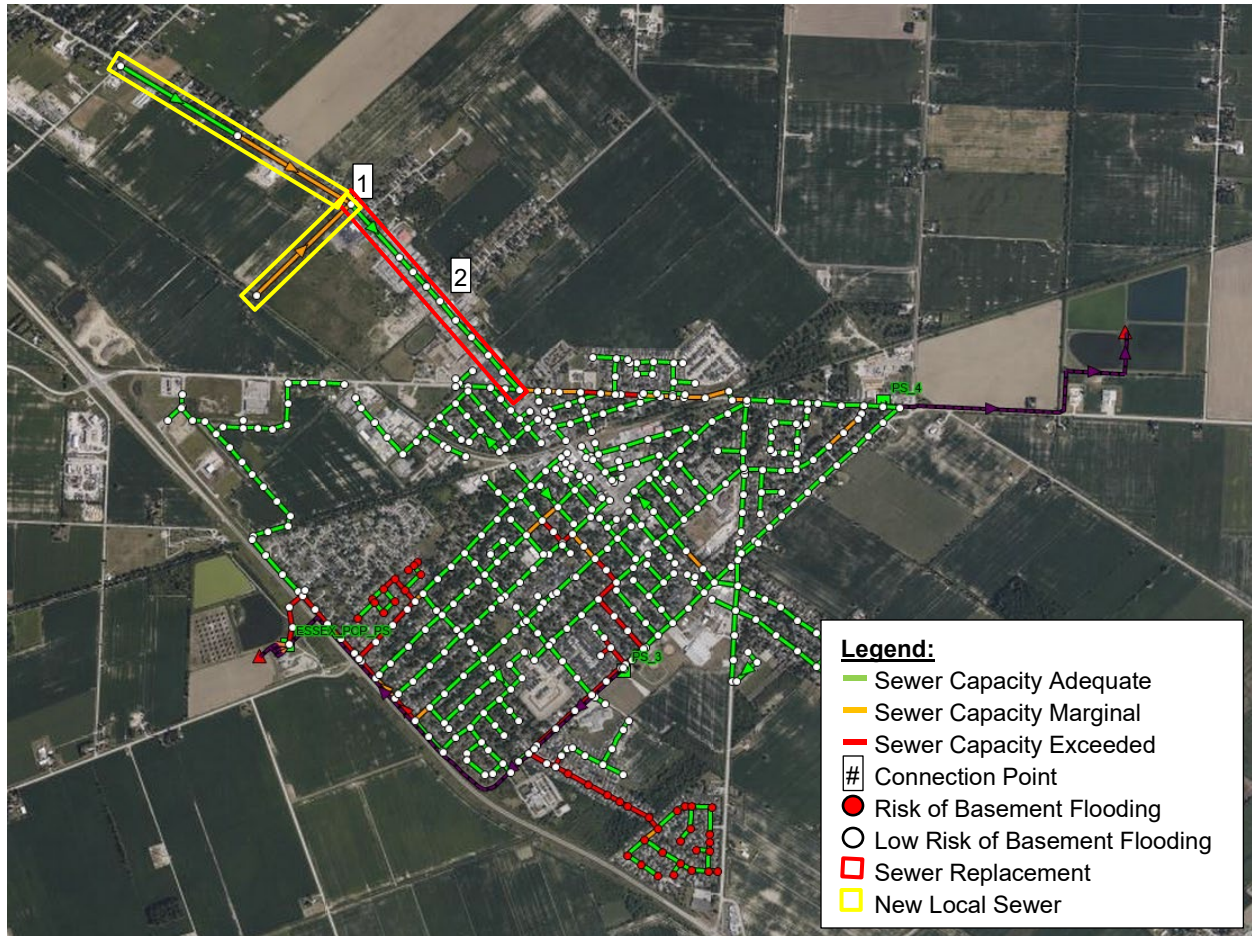 1
2
PS_4
ESSEX_PCP_PS
PS_3
Legend:
Sewer Capacity Adequate
Sewer Capacity Marginal
Sewer Capacity Exceeded
# Connection Point
Risk of Basement Flooding
Low Risk of Basement Flooding
Sewer Replacement
New Local Sewer